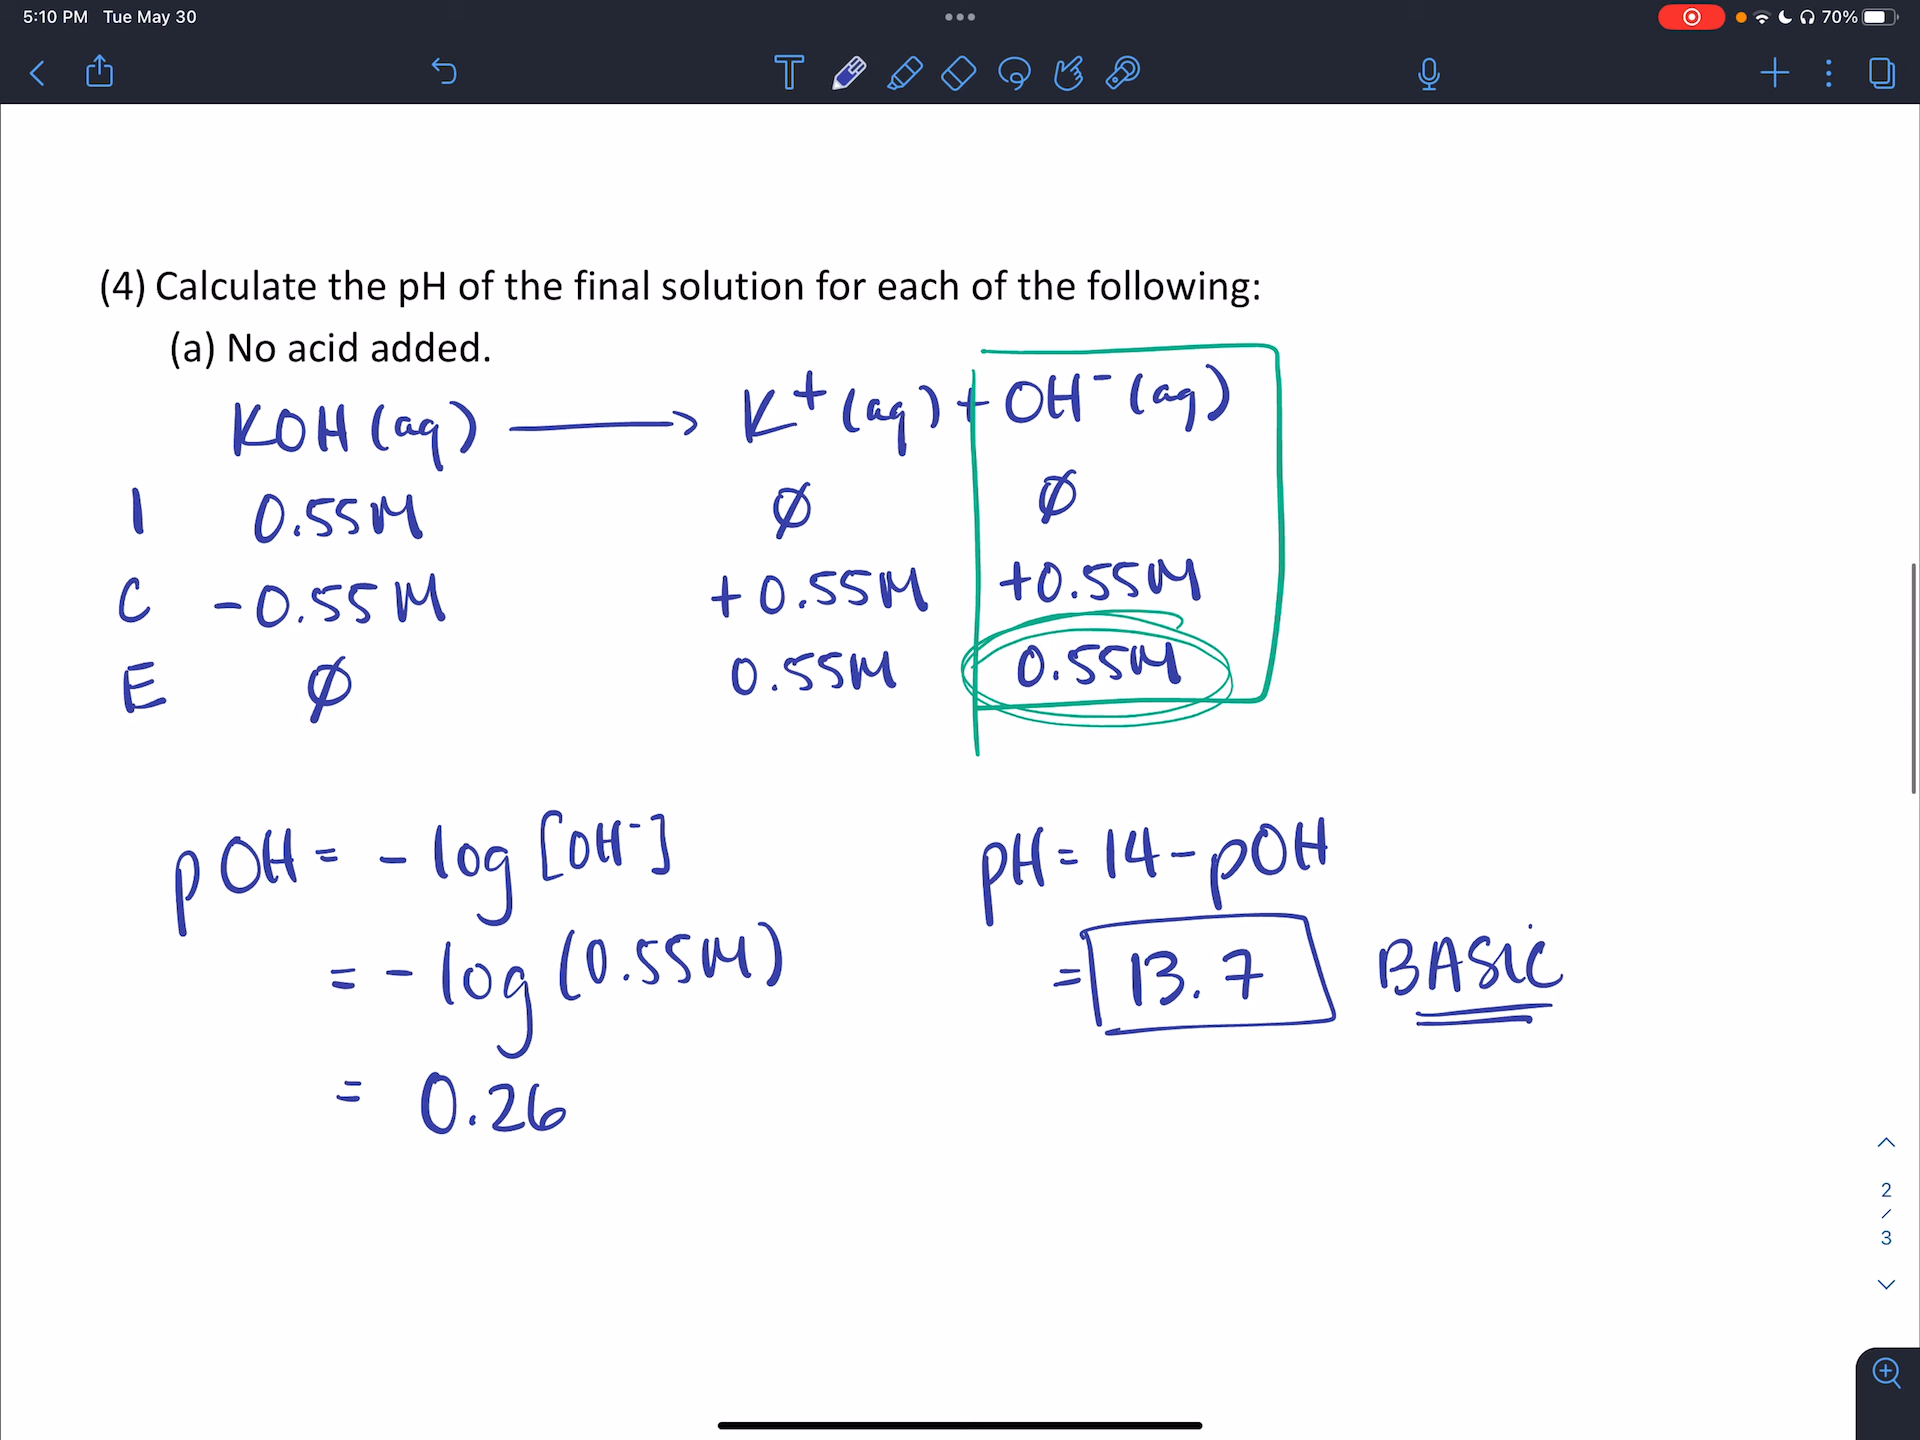 5:10 PM Tue May 30
70%
(4) Calculate the pH of the final solution for each of the following:
(a) No acid added.
KOH (aq) ⟶ K⁺ (aq) + OH⁻ (aq)
I 0.55M ∅ ∅
C -0.55M +0.55M +0.55M
E ∅ 0.55M 0.55M
pOH = - log [OH⁻]
= - log (0.55M)
= 0.26
pH = 14 - pOH
= 13.7 BASIC
2
/
3